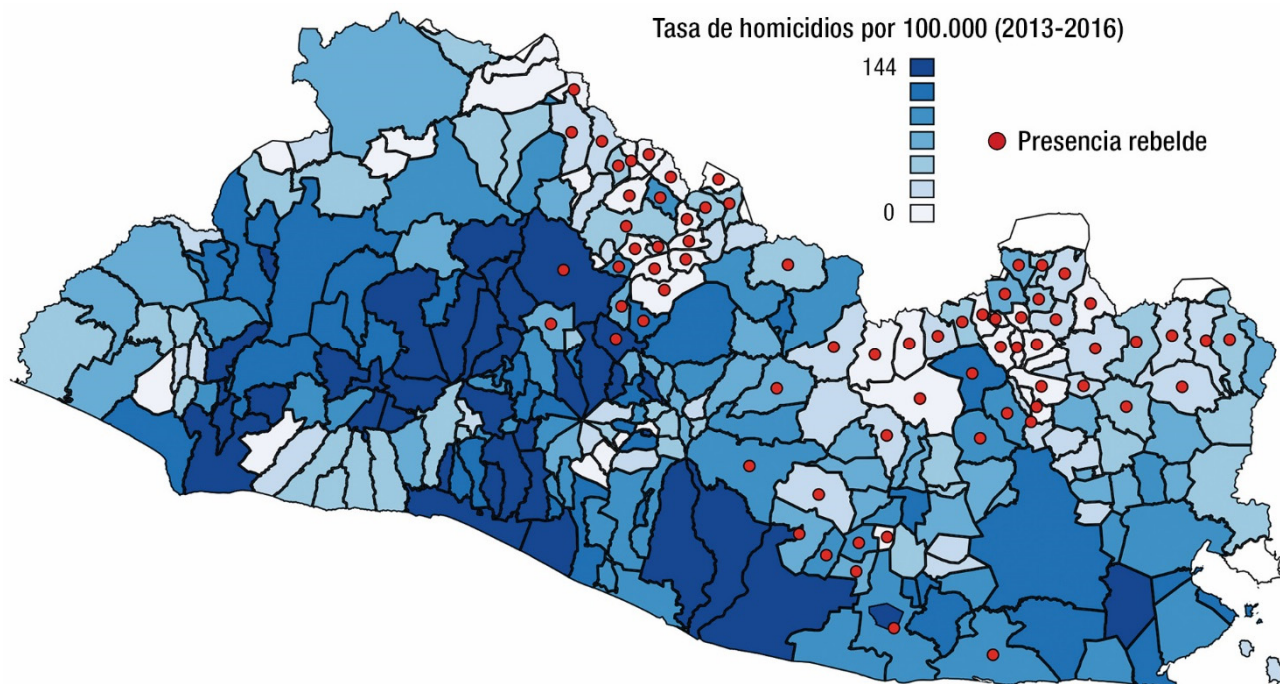 Tasa de homicidios por 100.000 (2013-2016)
144
Presencia rebelde
0